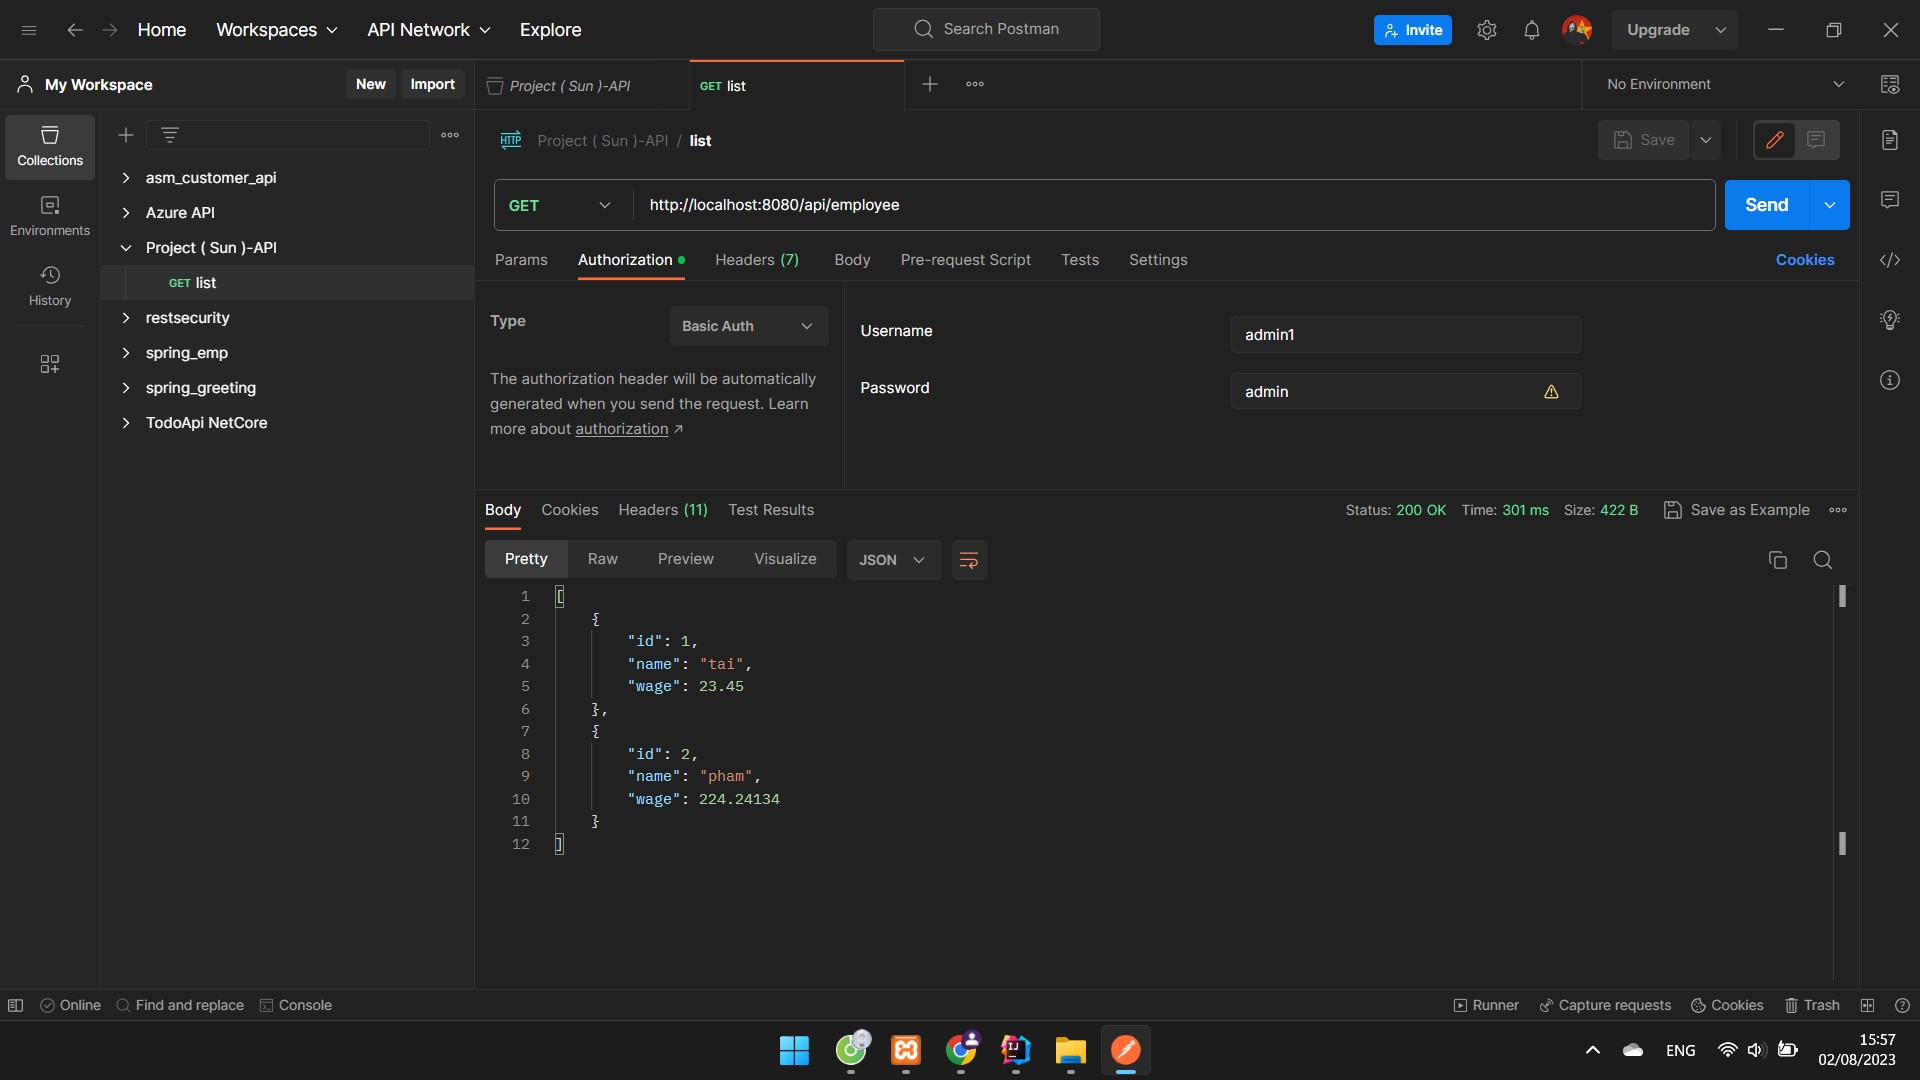 Home
Workspaces
API Network
Explore
Search Postman
Invite
Upgrade
My Workspace
New
Import
Project ( Sun )-API
GET list
No Environment
Collections
Environments
History
asm_customer_api
Azure API
Project ( Sun )-API
GET list
restsecurity
spring_emp
spring_greeting
TodoApi NetCore
HTTP
Project ( Sun )-API / list
Save
GET
http://localhost:8080/api/employee
Send
Params
Authorization
Headers (7)
Body
Pre-request Script
Tests
Settings
Cookies
Type
Basic Auth
The authorization header will be automatically
generated when you send the request. Learn
more about authorization ↗
Username
admin1
Password
admin
Body
Cookies
Headers (11)
Test Results
Status: 200 OK
Time: 301 ms
Size: 422 B
Save as Example
Pretty
Raw
Preview
Visualize
JSON
1 [
2 {
3 "id": 1,
4 "name": "tai",
5 "wage": 23.45
6 },
7 {
8 "id": 2,
9 "name": "pham",
10 "wage": 224.24134
11 }
12 ]
Online
Find and replace
Console
Runner
Capture requests
Cookies
Trash
IJ
ENG
15:57
02/08/2023